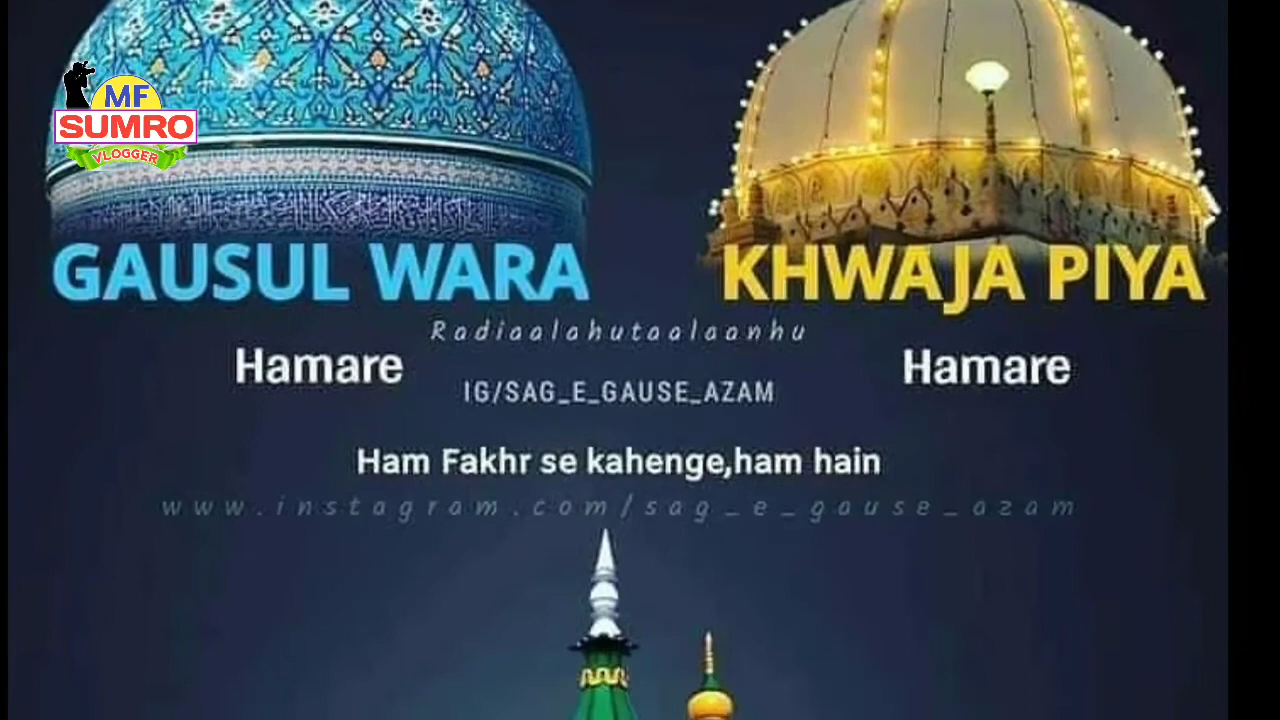 MF
SUMRO
VLOGGER
GAUSUL WARA
KHWAJA PIYA
Radiaalahutaalaanhu
Hamare
Hamare
IG/SAG_E_GAUSE_AZAM
Ham Fakhr se kahenge,ham hain
www.instagram.com/sag_e_gause_azam